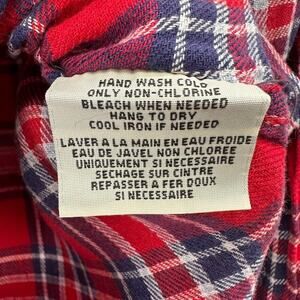 HAND WASH COLD
ONLY NON-CHLORINE
BLEACH WHEN NEEDED
HANG TO DRY
COOL IRON IF NEEDED
LAVER A LA MAIN EN EAU FROIDE
EAU DE JAVEL NON CHLOREE
UNIQUEMENT SI NECESSAIRE
SECHAGE SUR CINTRE
REPASSER A FER DOUX
SI NECESSAIRE